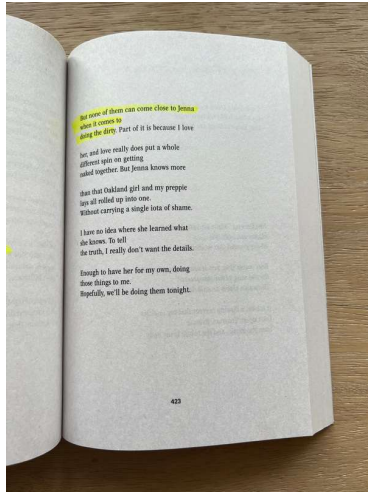 But none of them can come close to Jenna
when it comes to
doing the dirty. Part of it is because I love
her, and love really does put a whole
different spin on getting
naked together. But Jenna knows more
than that Oakland girl and my preppie
lays all rolled up into one.
Without carrying a single iota of shame.
I have no idea where she learned what
she knows. To tell
the truth, I really don't want the details.
Enough to have her for my own, doing
those things to me.
Hopefully, we'll be doing them tonight.
423